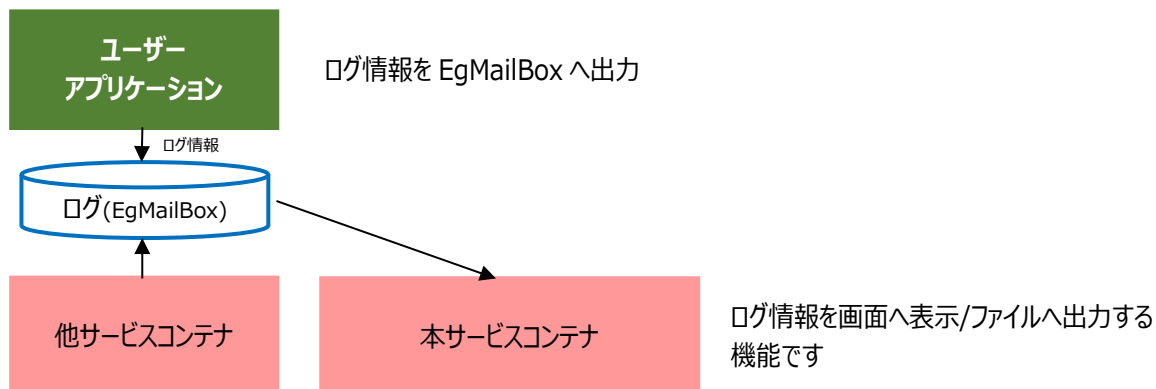 ユーザー
アプリケーション
ログ情報を EgMailBox へ出力
ログ情報
ログ(EgMailBox)
他サービスコンテナ
本サービスコンテナ
ログ情報を画面へ表示/ファイルへ出力する
機能です